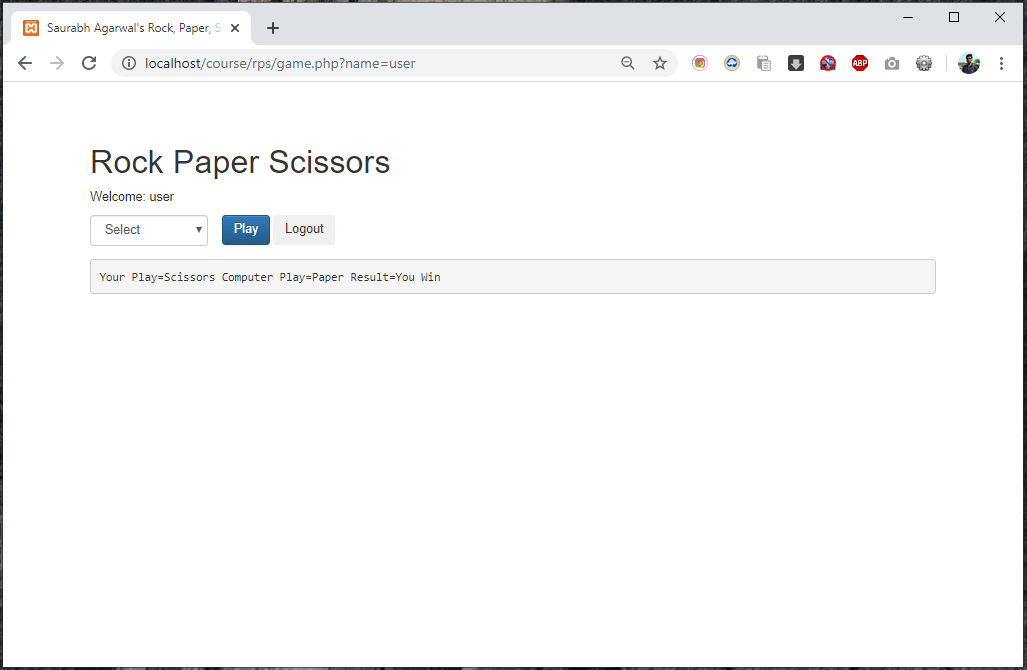 Saurabh Agarwal's Rock, Paper, S
localhost/course/rps/game.php?name=user
ABP
Rock Paper Scissors
Welcome: user
Select
Play
Logout
Your Play=Scissors Computer Play=Paper Result=You Win